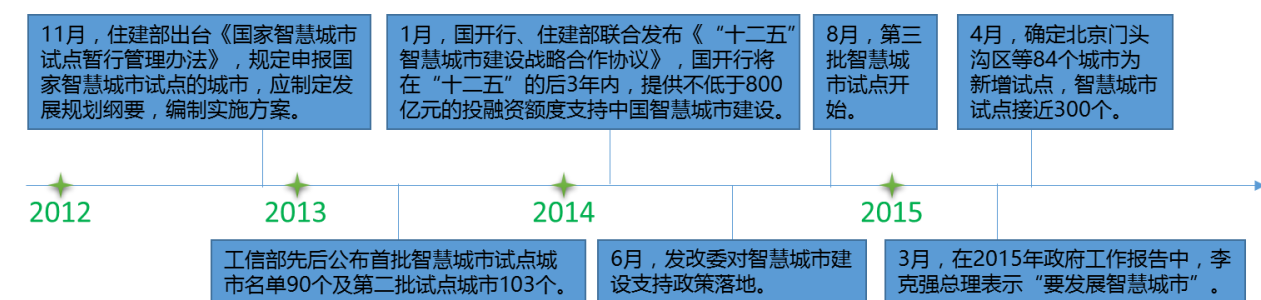 11月，住建部出台《国家智慧城市
试点暂行管理办法》，规定申报国
家智慧城市试点的城市，应制定发
展规划纲要，编制实施方案。
1月，国开行、住建部联合发布《“十二五”
智慧城市建设战略合作协议》，国开行将
在“十二五”的后3年内，提供不低于800
亿元的投融资额度支持中国智慧城市建设。
8月，第三
批智慧城
市试点开
始。
4月，确定北京门头
沟区等84个城市为
新增试点，智慧城市
试点接近300个。
2012
2013
2014
2015
工信部先后公布首批智慧城市试点城
市名单90个及第二批试点城市103个。
6月，发改委对智慧城市建
设支持政策落地。
3月，在2015年政府工作报告中，李
克强总理表示“要发展智慧城市”。